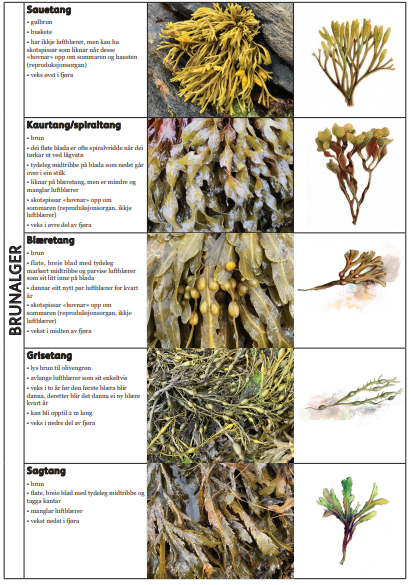 BRUNALGER
Sauetang
• gulbrun
• buskete
• har ikkje luftblærer, men kan ha
skotspissar som liknar når desse
«hovnar» opp om sommaren og hausten
(reproduksjonsorgan)
• veks øvst i fjøra
Kaurtang/spiraltang
• brun
• dei flate blada er ofte spiralvridde når dei
tørkar ut ved lågvatn
• tydeleg midtribbe på blada som nedst går
over i ein stilk
• liknar på blæretang, men er mindre og
manglar luftblærer
• skotspissar «hovnar» opp om
sommaren (reproduksjonsorgan, ikkje
luftblærer)
• veks i øvre del av fjøra
Blæretang
• brun
• flate, breie blad med tydeleg
markert midtribbe og parvise luftblærer
som sit litt inne på blada
• dannar eitt nytt par luftblærer for kvart
år
• skotspissar «hovnar» opp om
sommaren (reproduksjonsorgan, ikkje
luftblærer)
• vekst i midten av fjøra
Grisetang
• lys brun til olivengrøn
• avlange luftblærer som sit enkeltvis
• veks i to år før den første blæra blir
danna, deretter blir det danna ei ny blære
kvart år
• kan bli opptil 2 m lang
• veks i nedre del av fjøra
Sagtang
• brun
• flate, breie blad med tydeleg midtribbe og
tagga kantar
• manglar luftblærer
• vekst nedst i fjøra